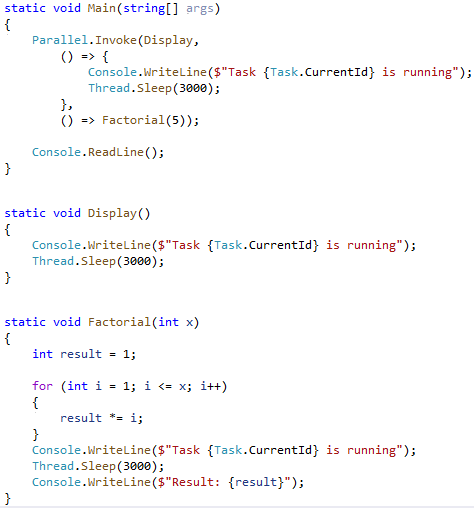 static void Main(string[] args)
{
    Parallel.Invoke(Display,
        () => {
            Console.WriteLine($"Task {Task.CurrentId} is running");
            Thread.Sleep(3000);
        },
        () => Factorial(5));

    Console.ReadLine();
}

static void Display()
{
    Console.WriteLine($"Task {Task.CurrentId} is running");
    Thread.Sleep(3000);
}

static void Factorial(int x)
{
    int result = 1;

    for (int i = 1; i <= x; i++)
    {
        result *= i;
    }
    Console.WriteLine($"Task {Task.CurrentId} is running");
    Thread.Sleep(3000);
    Console.WriteLine($"Result: {result}");
}